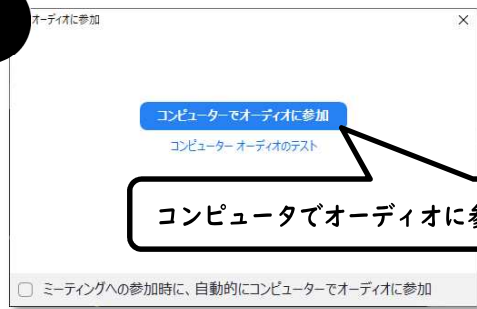 オーディオに参加
コンピューターでオーディオに参加
コンピューター オーディオのテスト
コンピュータでオーディオに参
ミーティングへの参加時に、自動的にコンピューターでオーディオに参加